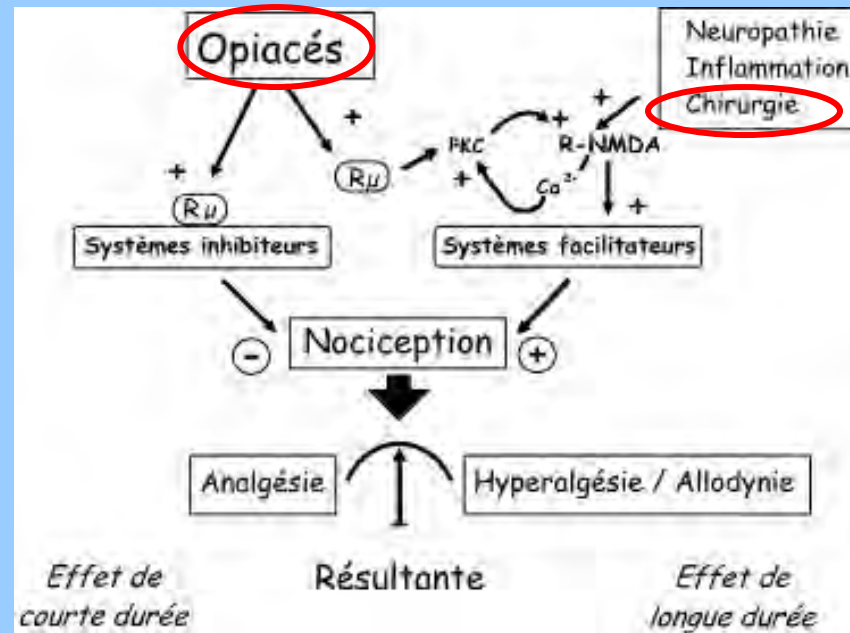 Opiacés
Neuropathie
Inflammation
Chirurgie
+
+
+
+
PKC
R-NMDA
Rμ
+
Ca²⁺
+
Rμ
Systèmes inhibiteurs
Systèmes facilitateurs
-
Nociception
+
Analgésie
Hyperalgésie / Allodynie
Effet de
courte durée
Résultante
Effet de
longue durée